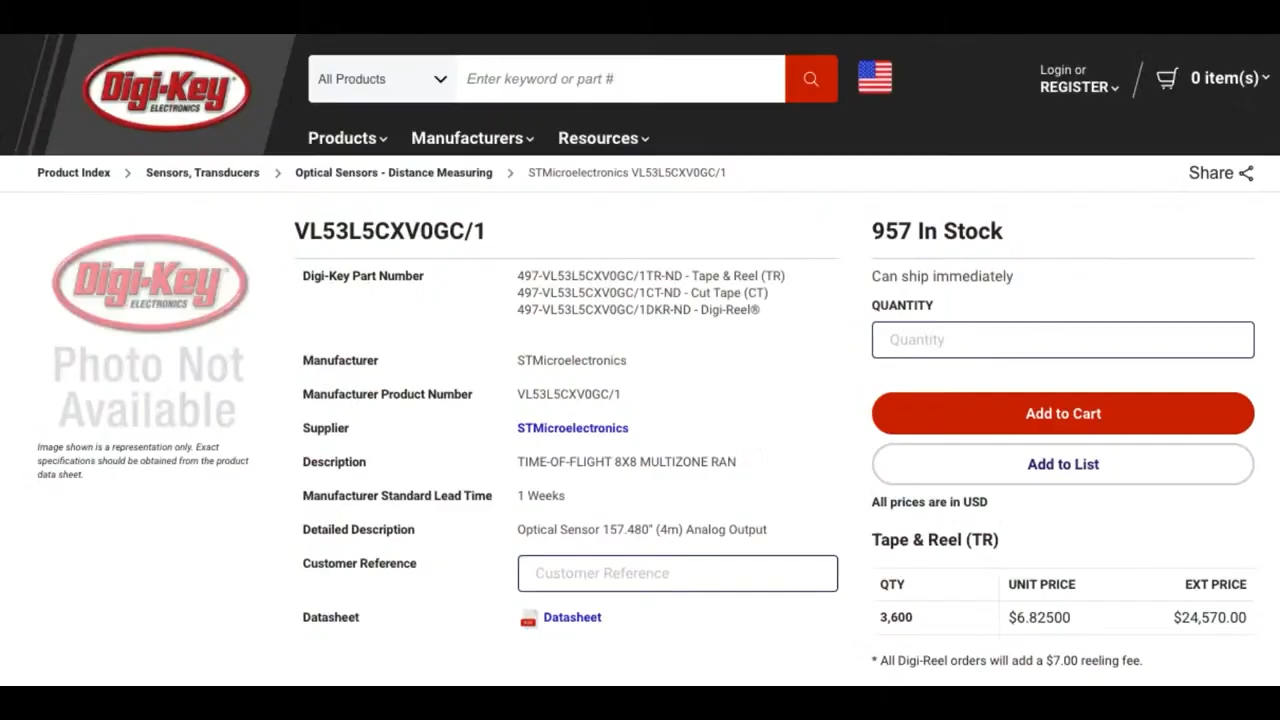 Digi-Key
ELECTRONICS
All Products
Enter keyword or part #
Login or
REGISTER
0 item(s)
Products
Manufacturers
Resources
Product Index
Sensors, Transducers
Optical Sensors - Distance Measuring
STMicroelectronics VL53L5CXV0GC/1
Share
Digi-Key
ELECTRONICS
Photo Not
Available
Image shown is a representation only. Exact
specifications should be obtained from the product
data sheet.
VL53L5CXV0GC/1
Digi-Key Part Number
497-VL53L5CXV0GC/1TR-ND - Tape & Reel (TR)
497-VL53L5CXV0GC/1CT-ND - Cut Tape (CT)
497-VL53L5CXV0GC/1DKR-ND - Digi-Reel®
Manufacturer STMicroelectronics
Manufacturer Product Number VL53L5CXV0GC/1
Supplier STMicroelectronics
Description TIME-OF-FLIGHT 8X8 MULTIZONE RAN
Manufacturer Standard Lead Time 1 Weeks
Detailed Description Optical Sensor 157.480" (4m) Analog Output
Customer Reference Customer Reference
Datasheet Datasheet
957 In Stock
Can ship immediately
QUANTITY
Quantity
Add to Cart
Add to List
All prices are in USD
Tape & Reel (TR)
QTY UNIT PRICE EXT PRICE
3,600 $6.82500 $24,570.00
* All Digi-Reel orders will add a $7.00 reeling fee.